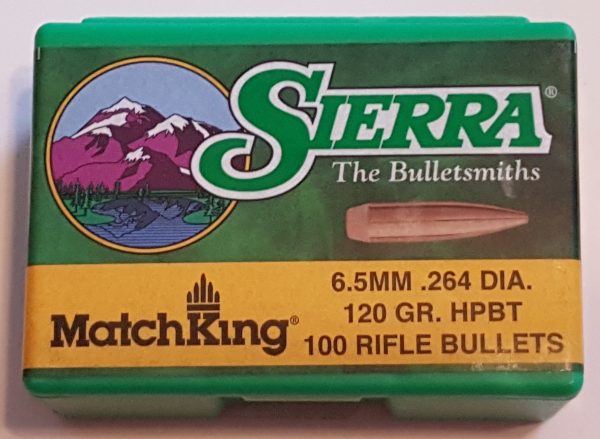 SIERRA®
The Bulletsmiths
MatchKing®
6.5MM .264 DIA.
120 GR. HPBT
100 RIFLE BULLETS